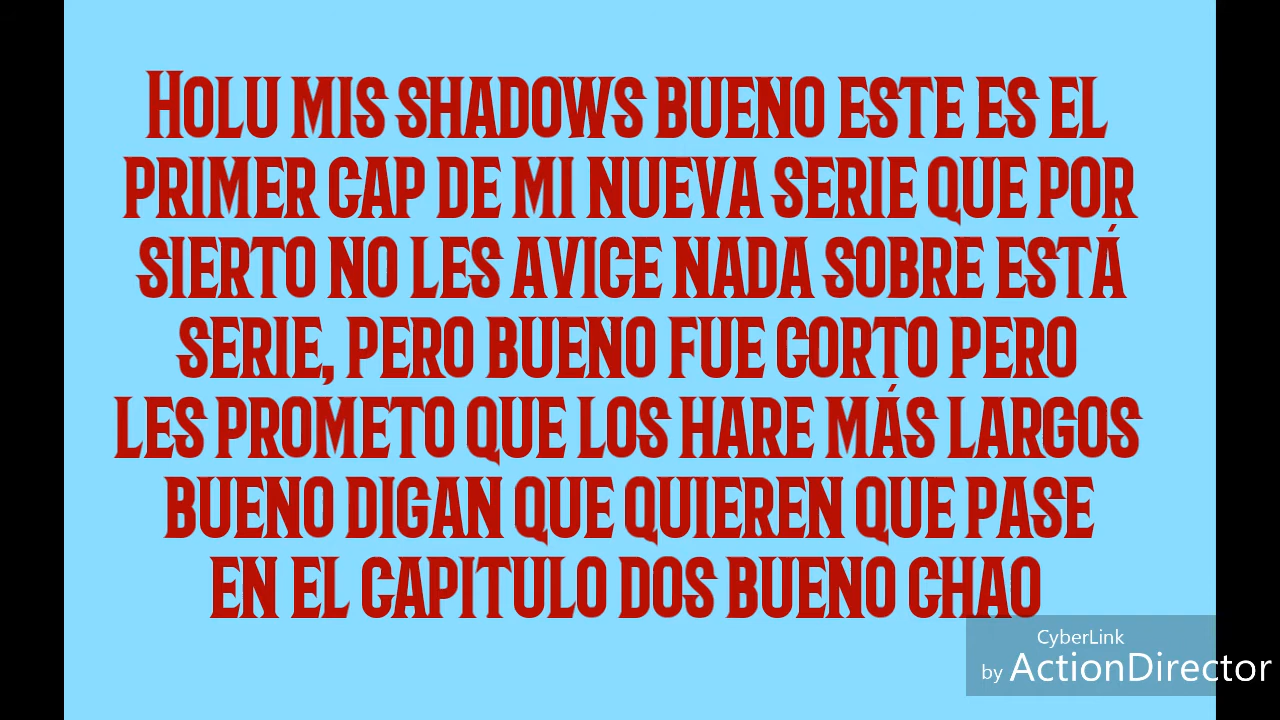 Holu mis shadows bueno este es el
primer cap de mi nueva serie que por
sierto no les avice nada sobre está
serie, pero bueno fue corto pero
les prometo que los hare más largos
bueno digan que quieren que pase
en el capitulo dos bueno chao
CyberLink
by ActionDirector